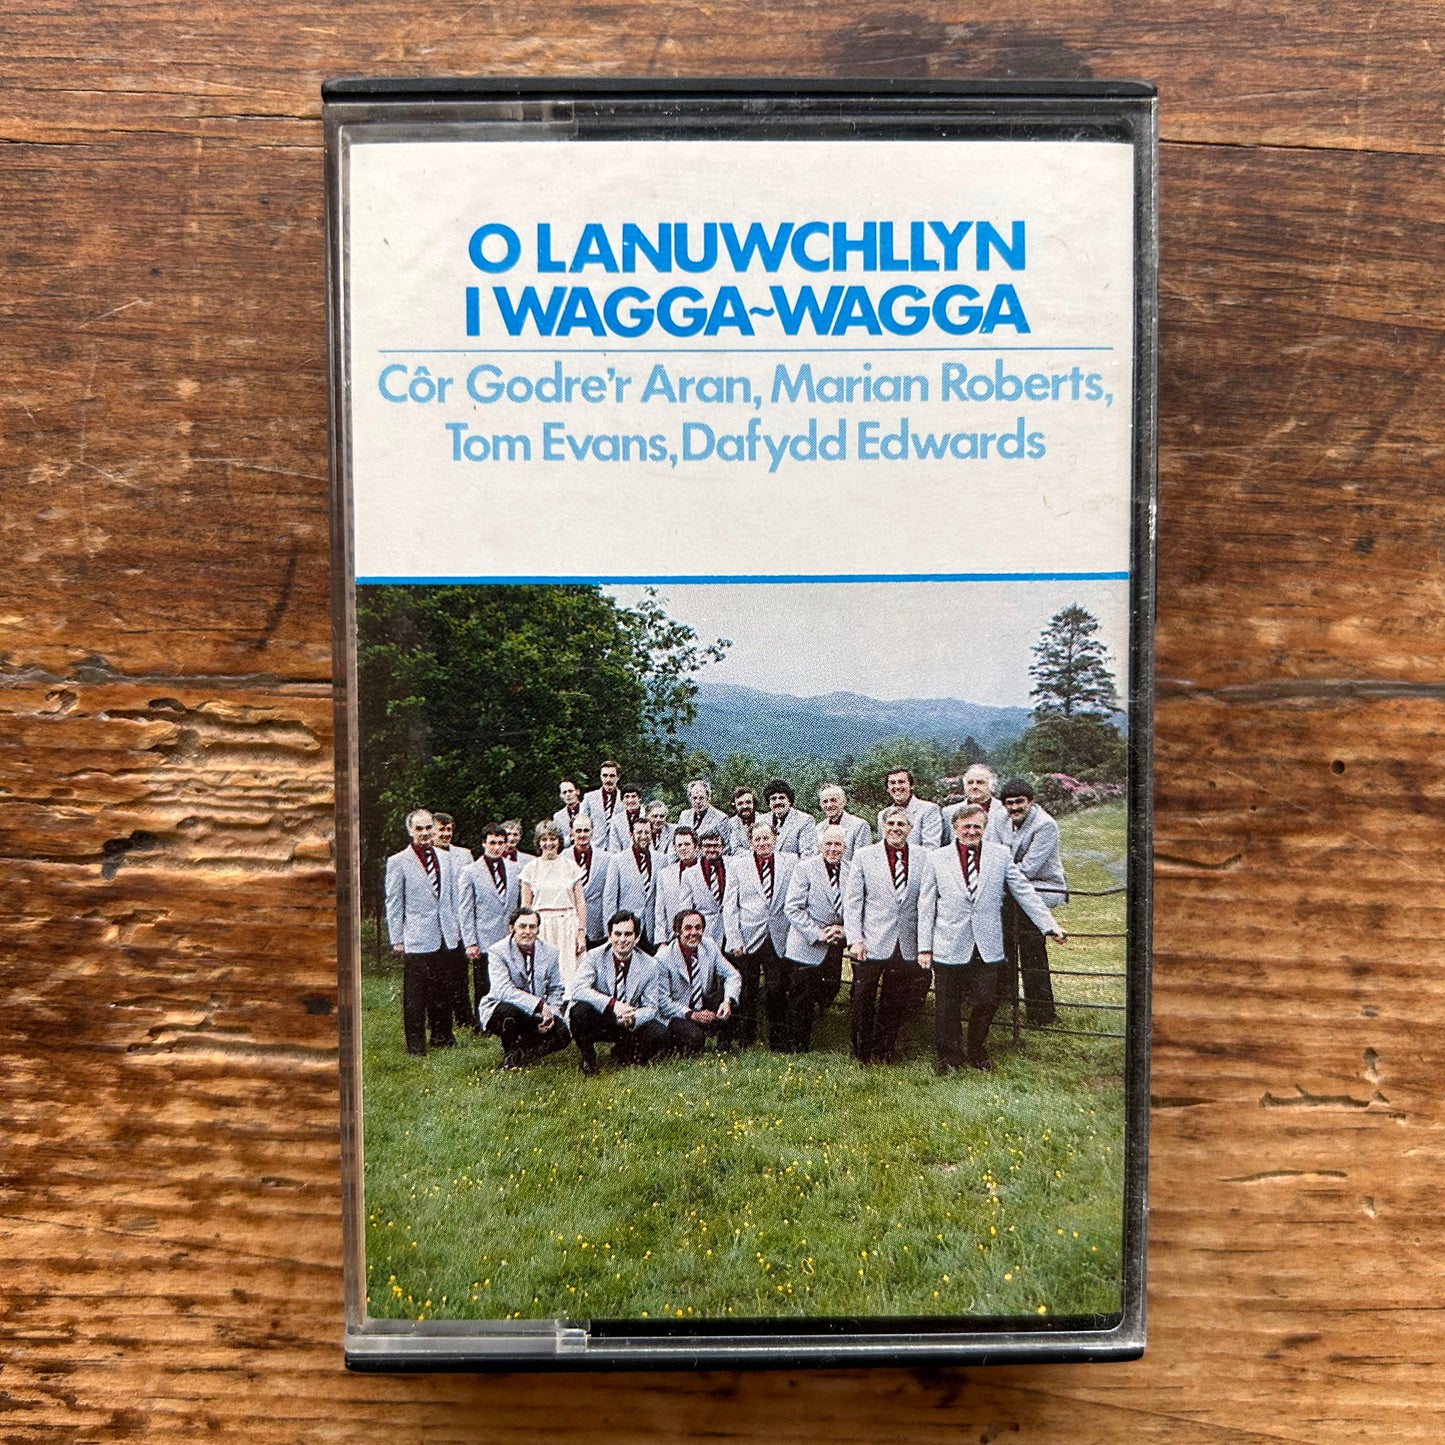 O LANUWCHLLYN
I WAGGA~WAGGA
Côr Godre'r Aran, Marian Roberts,
Tom Evans, Dafydd Edwards